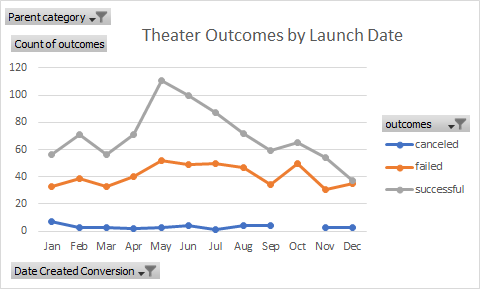 Parent category
Count of outcomes
Theater Outcomes by Launch Date
120
100
80
60
40
20
0
Jan Feb Mar Apr May Jun Jul Aug Sep Oct Nov Dec
outcomes
canceled
failed
successful
Date Created Conversion